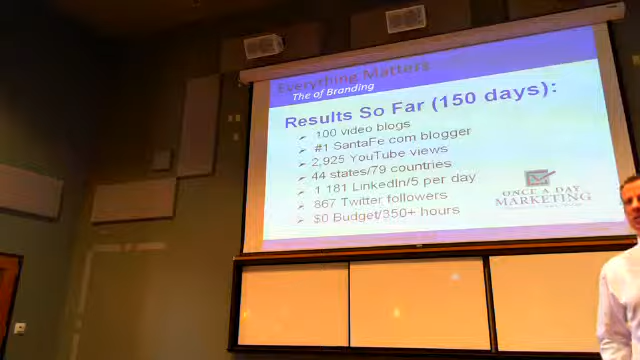 Everything Matters
The of Branding
Results So Far (150 days):
100 video blogs
#1 SantaFe com blogger
2,925 YouTube views
44 states/79 countries
1 181 LinkedIn/5 per day
867 Twitter followers
$0 Budget/350+ hours
ONCE A DAY
MARKETING